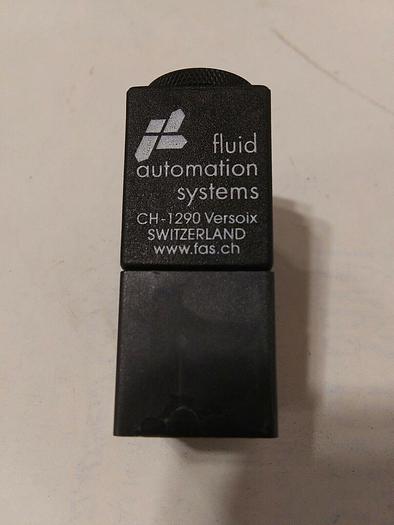 fluid
automation
systems
CH-1290 Versoix
SWITZERLAND
www.fas.ch